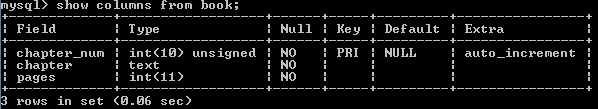 mysql> show columns from book;
+-------------+------------------+------+-----+---------+----------------+
| Field | Type | Null | Key | Default | Extra |
+-------------+------------------+------+-----+---------+----------------+
| chapter_num | int(10) unsigned | NO | PRI | NULL | auto_increment |
| chapter | text | NO | | | |
| pages | int(11) | NO | | | |
+-------------+------------------+------+-----+---------+----------------+
3 rows in set (0.06 sec)